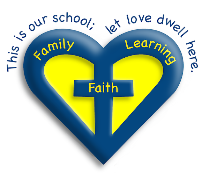 This is our school; let love dwell here.
Family Learning
Faith